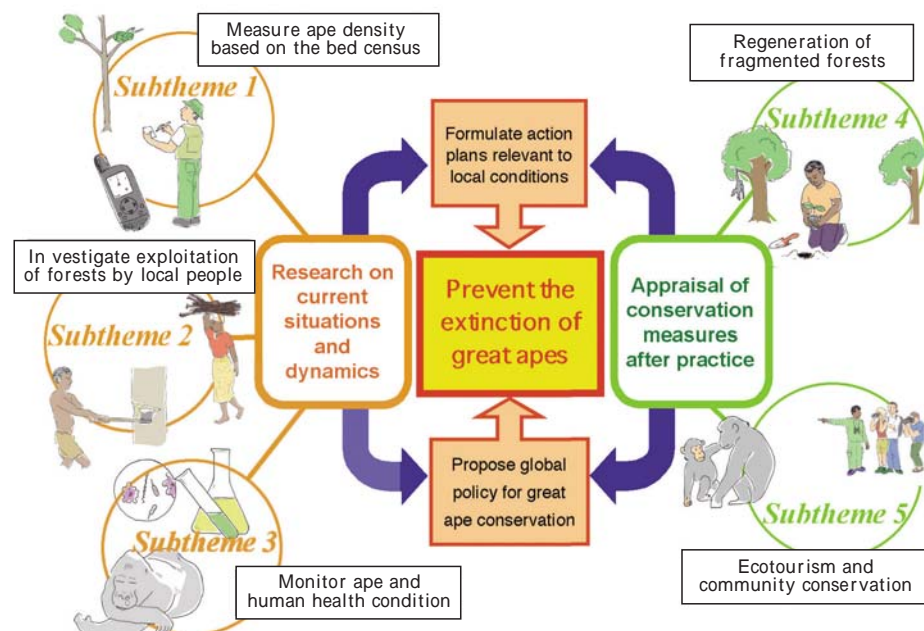 Measure ape density
based on the bed census
Subtheme 1
Regeneration of
fragmented forests
Subtheme 4
Formulate action
plans relevant to
local conditions
In vestigate exploitation
of forests by local people
Subtheme 2
Research on
current
situations
and
dynamics
Prevent the
extinction of
great apes
Appraisal of
conservation
measures
after practice
Propose global
policy for great
ape conservation
Subtheme 3
Monitor ape and
human health condition
Subtheme 5
Ecotourism and
community conservation